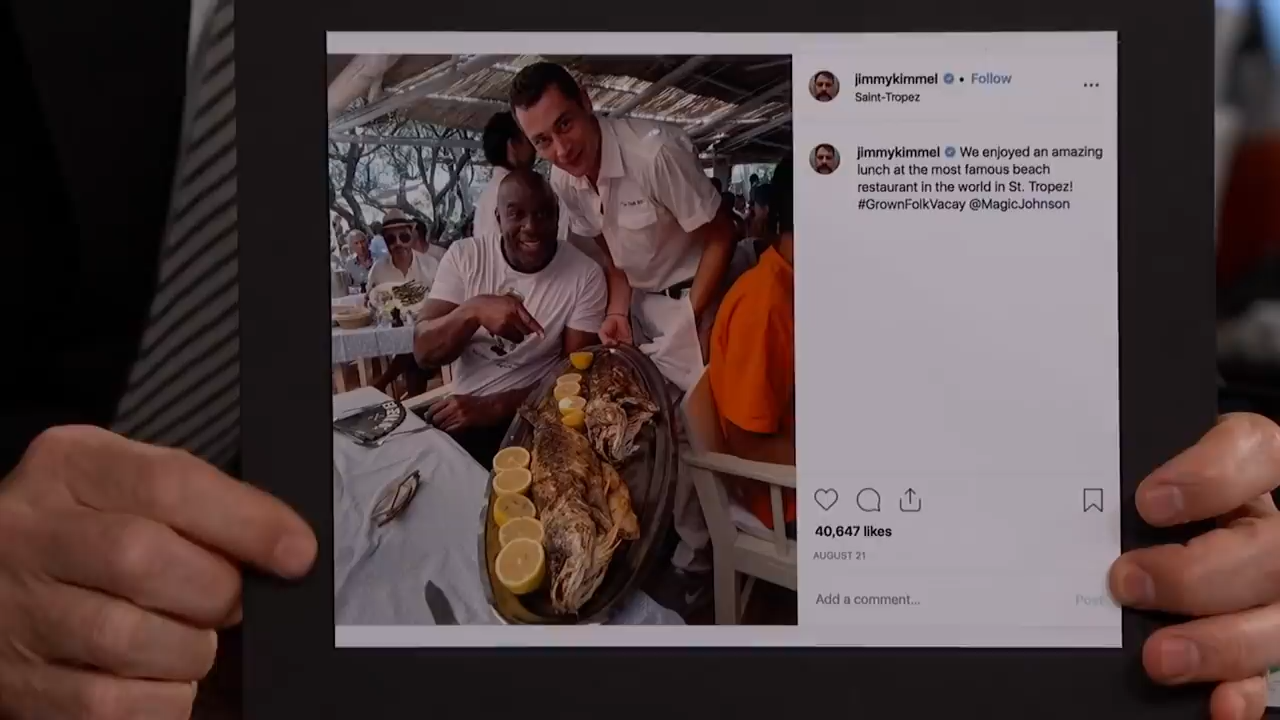 jimmykimmel • Follow
Saint-Tropez
jimmykimmel We enjoyed an amazing
lunch at the most famous beach
restaurant in the world in St. Tropez!
#GrownFolkVacay @MagicJohnson
40,647 likes
AUGUST 21
Add a comment...
Post